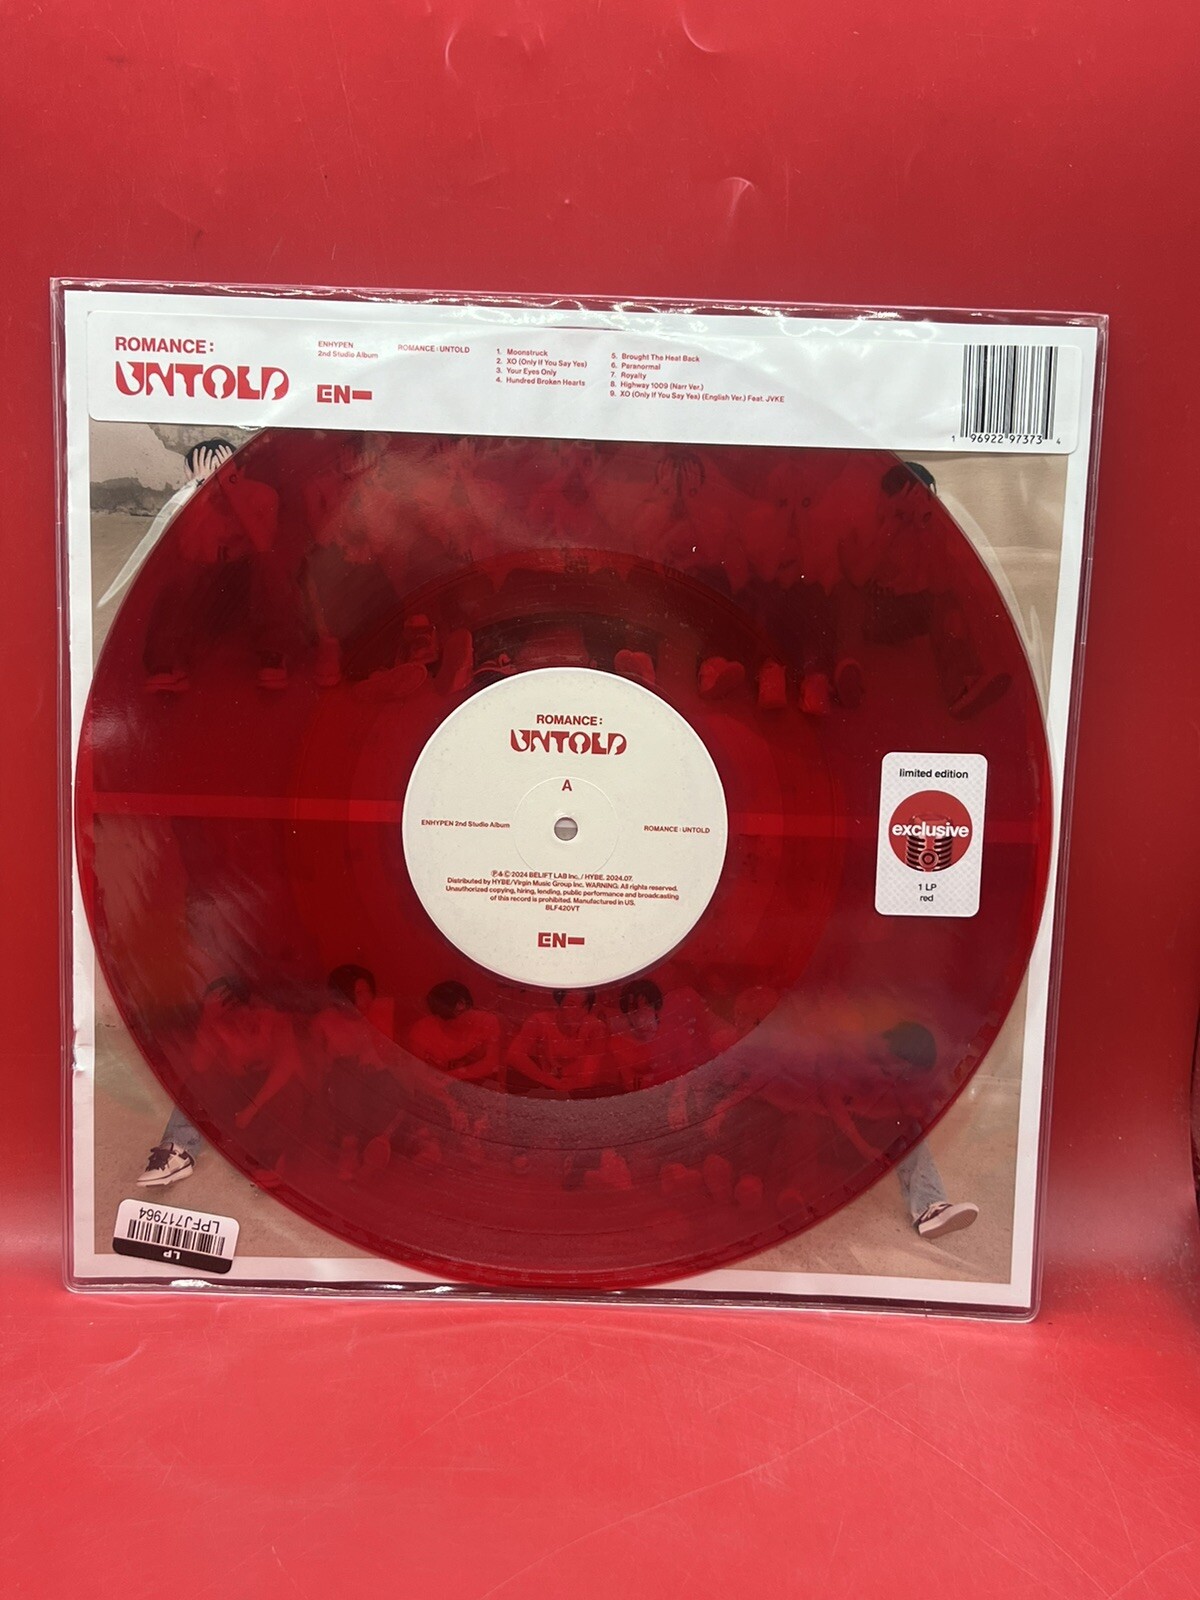 ROMANCE:
UNTOLD
ENHYPEN
2nd Studio Album
ROMANCE : UNTOLD
EN-
1. Moonstruck
2. XO (Only If You Say Yes)
3. Your Eyes Only
4. Hundred Broken Hearts
5. Brought The Heat Back
6. Paranormal
7. Royalty
8. Highway 1009 (Narr Ver.)
9. XO (Only If You Say Yes) (English Ver.) Feat. JVKE
1 96922 97373 4
ROMANCE:
UNTOLD
A
ENHYPEN 2nd Studio Album
ROMANCE : UNTOLD
℗&©2024 BELIFT LAB Inc. / HYBE. 2024.07.
Distributed by HYBE/Virgin Music Group Inc. WARNING: All rights reserved.
Unauthorized copying, hiring, lending, public performance and broadcasting
of this record is prohibited. Manufactured in US.
BLF420VT
EN-
limited edition
exclusive
1 LP
red
LP
LPFJ717964